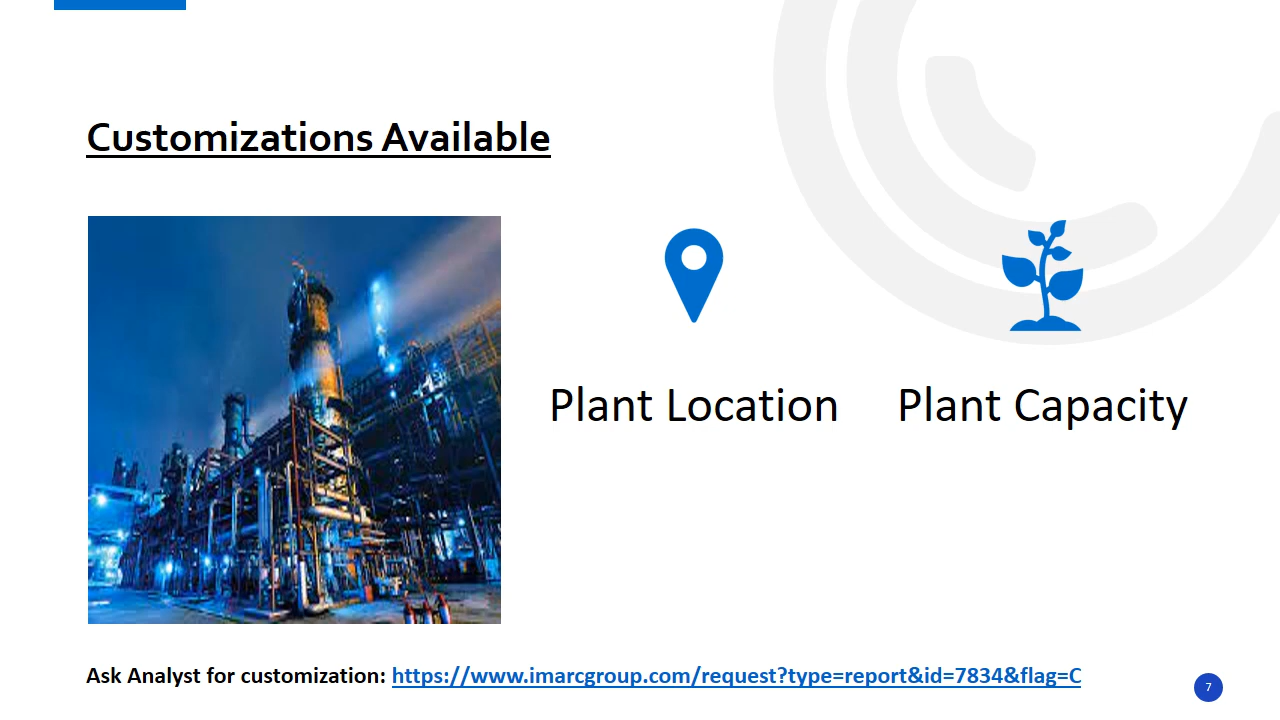 Customizations Available
Plant Location
Plant Capacity
Ask Analyst for customization: https://www.imarcgroup.com/request?type=report&id=7834&flag=C
7